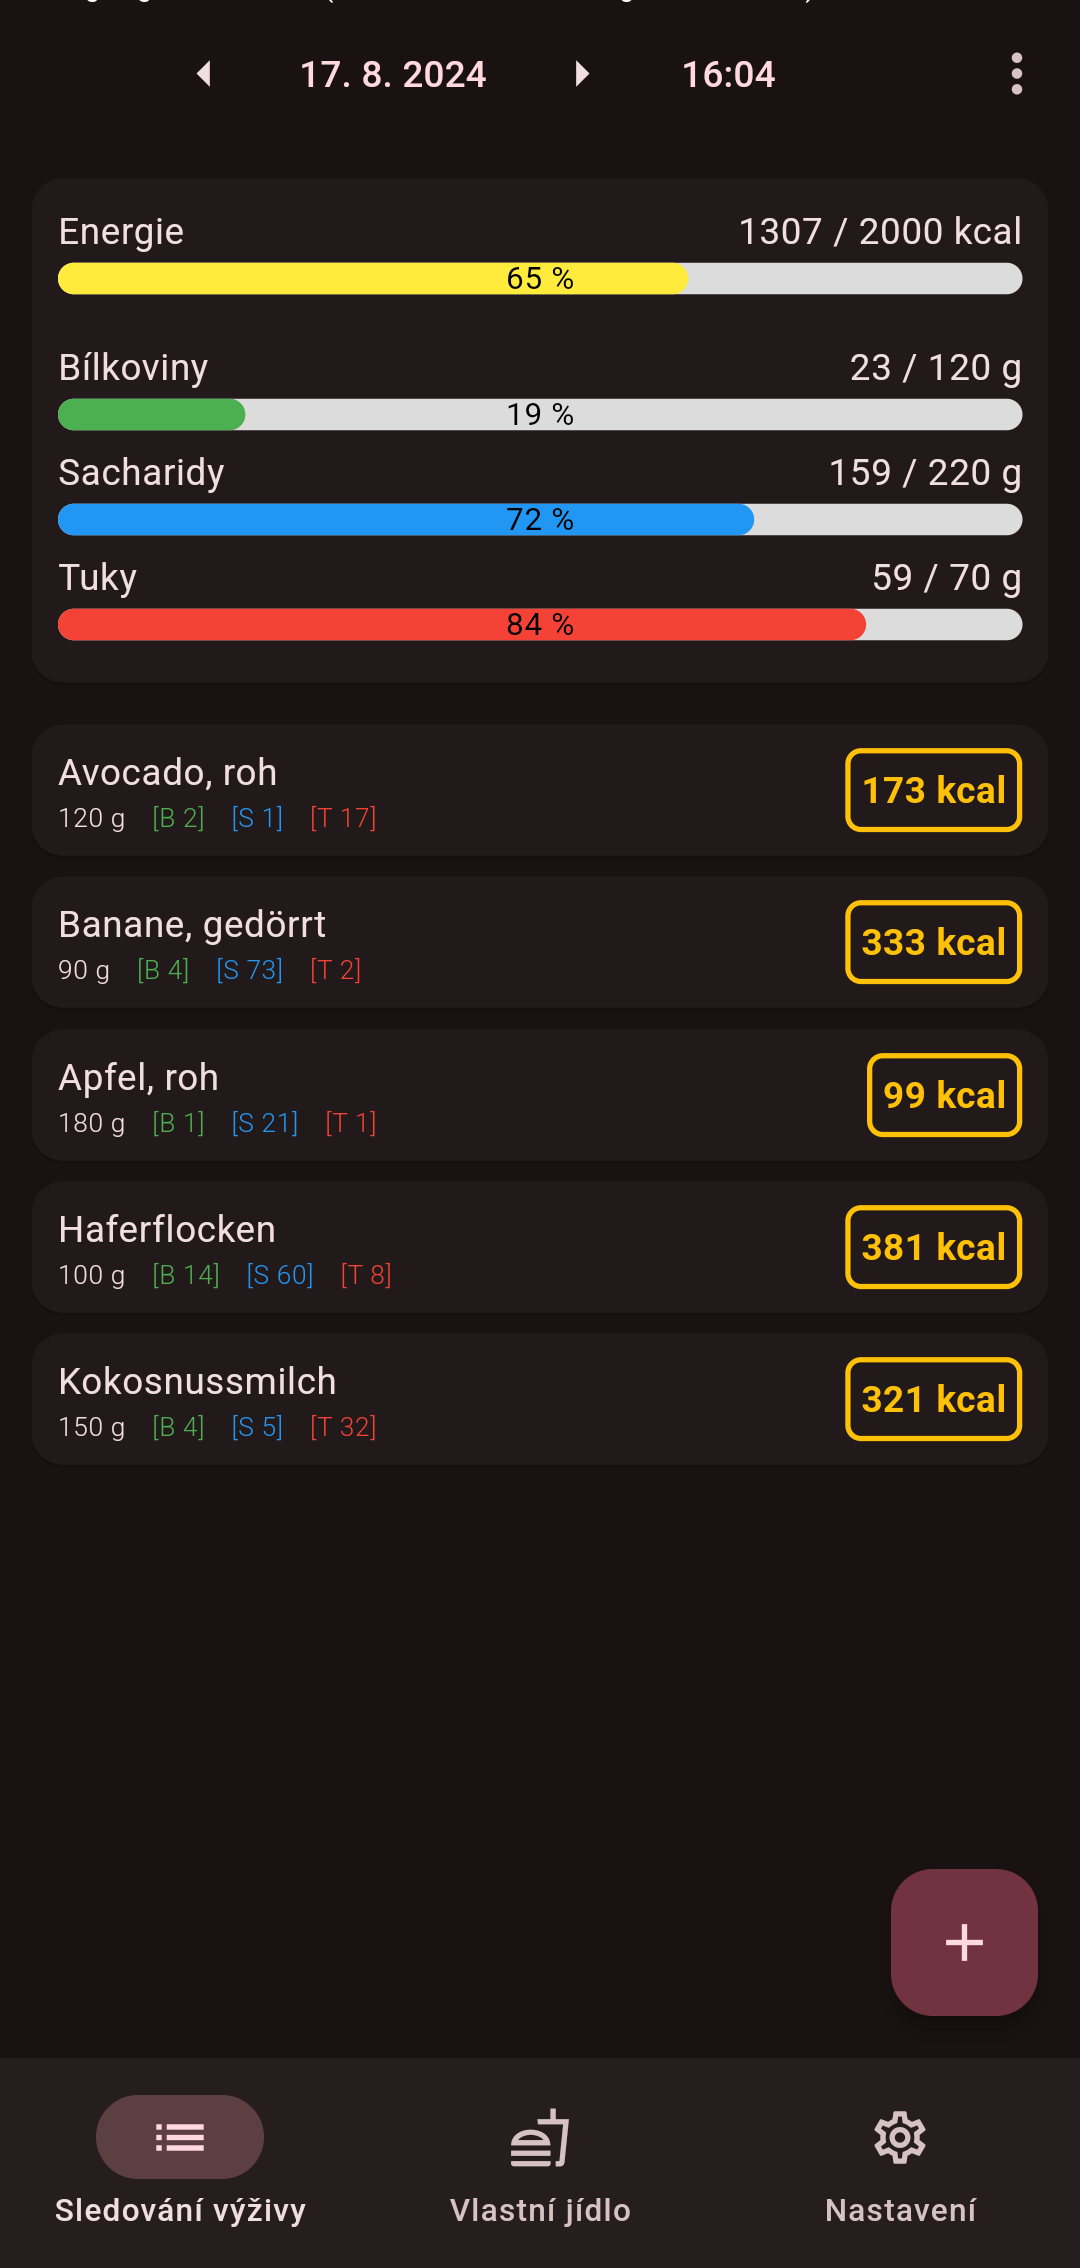 17. 8. 2024 16:04
Energie 1307 / 2000 kcal
65 %
Bílkoviny 23 / 120 g
19 %
Sacharidy 159 / 220 g
72 %
Tuky 59 / 70 g
84 %
Avocado, roh 173 kcal
120 g [B 2] [S 1] [T 17]
Banane, gedörrt 333 kcal
90 g [B 4] [S 73] [T 2]
Apfel, roh 99 kcal
180 g [B 1] [S 21] [T 1]
Haferflocken 381 kcal
100 g [B 14] [S 60] [T 8]
Kokosnussmilch 321 kcal
150 g [B 4] [S 5] [T 32]
Sledování výživy Vlastní jídlo Nastavení